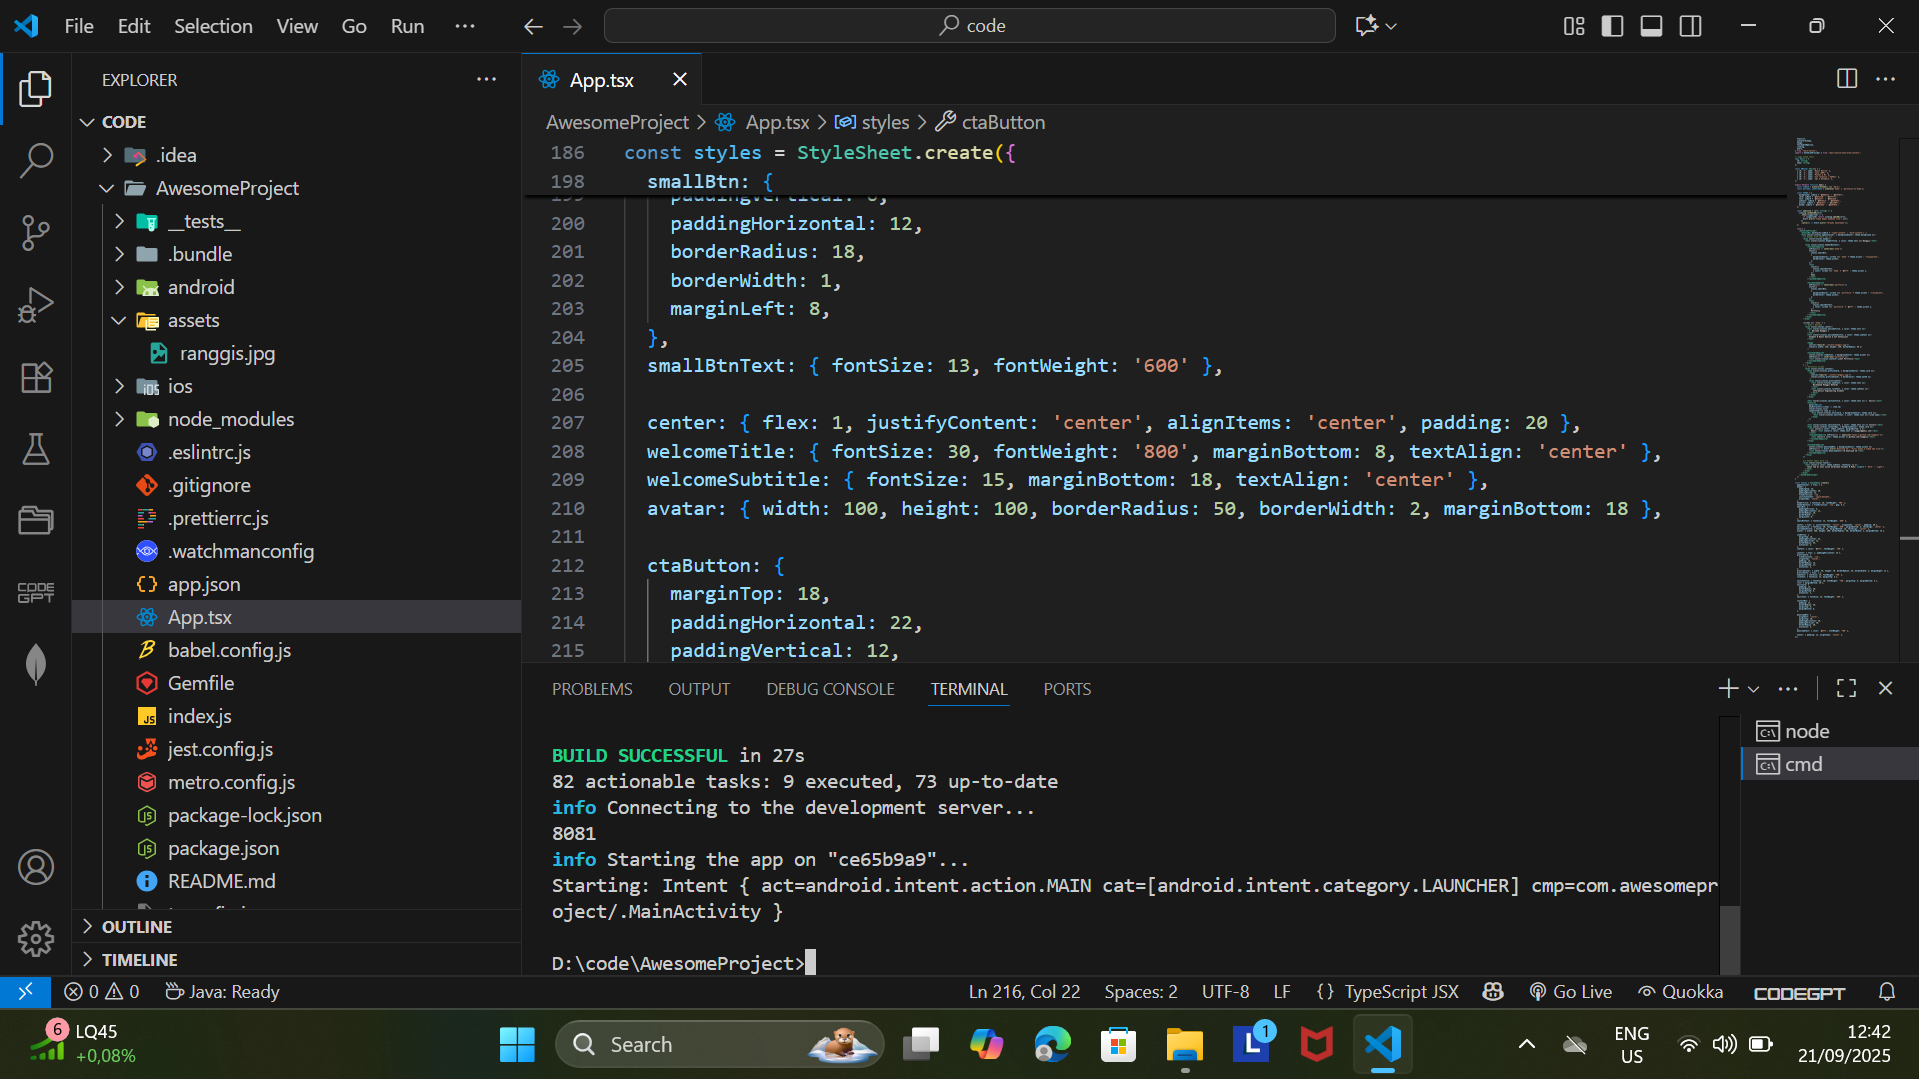 File Edit Selection View Go Run ...
code
EXPLORER
CODE
.idea
AwesomeProject
__tests__
.bundle
android
assets
ranggis.jpg
ios
node_modules
.eslintrc.js
.gitignore
.prettierrc.js
.watchmanconfig
app.json
App.tsx
babel.config.js
Gemfile
index.js
jest.config.js
metro.config.js
package-lock.json
package.json
README.md
OUTLINE
TIMELINE
App.tsx
AwesomeProject > App.tsx > styles > ctaButton
186 const styles = StyleSheet.create({
198 smallBtn: {
200 paddingHorizontal: 12,
201 borderRadius: 18,
202 borderWidth: 1,
203 marginLeft: 8,
204 },
205 smallBtnText: { fontSize: 13, fontWeight: '600' },
206
207 center: { flex: 1, justifyContent: 'center', alignItems: 'center', padding: 20 },
208 welcomeTitle: { fontSize: 30, fontWeight: '800', marginBottom: 8, textAlign: 'center' },
209 welcomeSubtitle: { fontSize: 15, marginBottom: 18, textAlign: 'center' },
210 avatar: { width: 100, height: 100, borderRadius: 50, borderWidth: 2, marginBottom: 18 },
211
212 ctaButton: {
213 marginTop: 18,
214 paddingHorizontal: 22,
215 paddingVertical: 12,
PROBLEMS OUTPUT DEBUG CONSOLE TERMINAL PORTS
BUILD SUCCESSFUL in 27s
82 actionable tasks: 9 executed, 73 up-to-date
info Connecting to the development server...
8081
info Starting the app on "ce65b9a9"...
Starting: Intent { act=android.intent.action.MAIN cat=[android.intent.category.LAUNCHER] cmp=com.awesomepr
oject/.MainActivity }
D:\code\AwesomeProject>
node
cmd
CODE
GPT
0 0 Java: Ready
Ln 216, Col 22 Spaces: 2 UTF-8 LF {} TypeScript JSX Go Live Quokka CODEGPT
6
LQ45
+0,08%
Search
1
ENG
US
12:42
21/09/2025